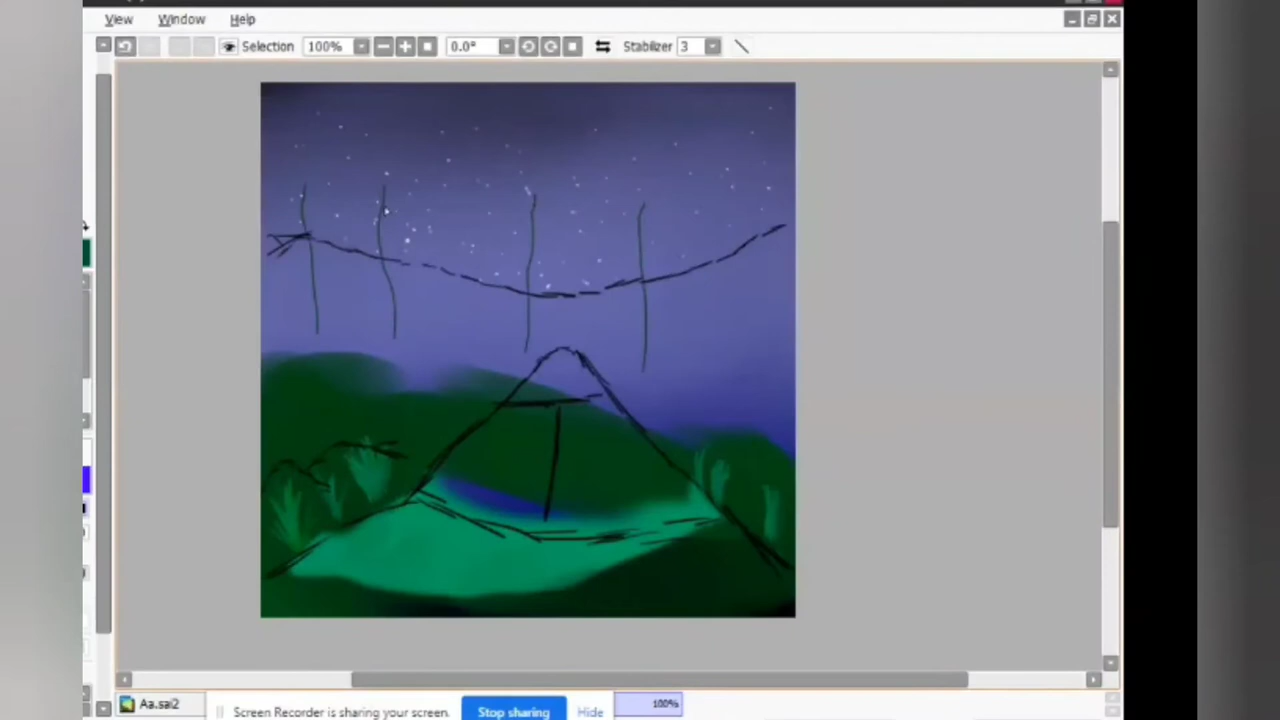 View Window Help
Selection 100% 0.0° Stabilizer 3
Aa.sai2
Screen Recorder is sharing your screen. Stop sharing Hide 100%